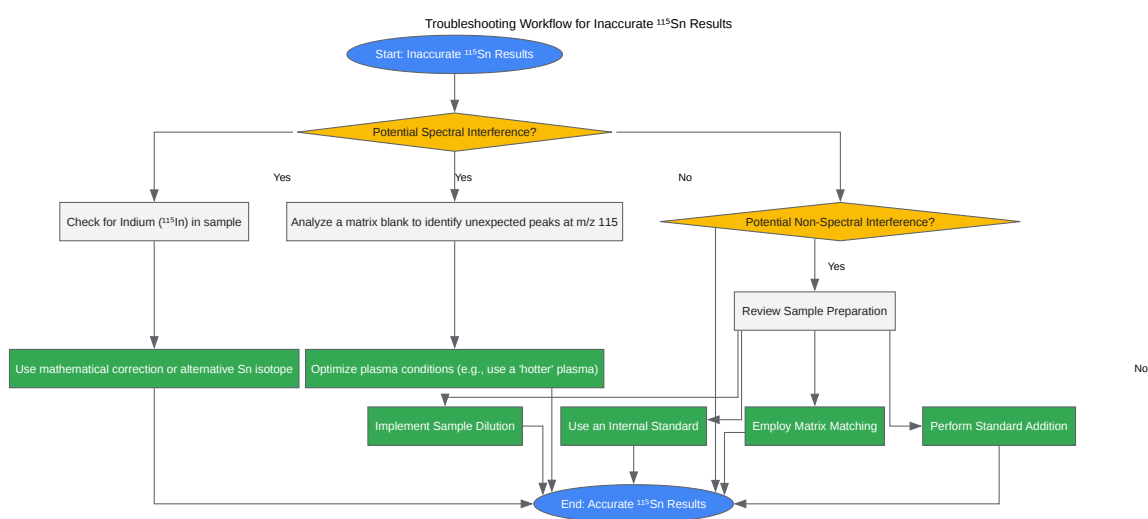 Troubleshooting Workflow for Inaccurate ¹¹⁵Sn Results
Start: Inaccurate ¹¹⁵Sn Results
Potential Spectral Interference?
Yes
Yes
No
Check for Indium (¹¹⁵In) in sample
Analyze a matrix blank to identify unexpected peaks at m/z 115
Potential Non-Spectral Interference?
Yes
Review Sample Preparation
Use mathematical correction or alternative Sn isotope
Optimize plasma conditions (e.g., use a 'hotter' plasma)
No
Implement Sample Dilution
Use an Internal Standard
Employ Matrix Matching
Perform Standard Addition
End: Accurate ¹¹⁵Sn Results